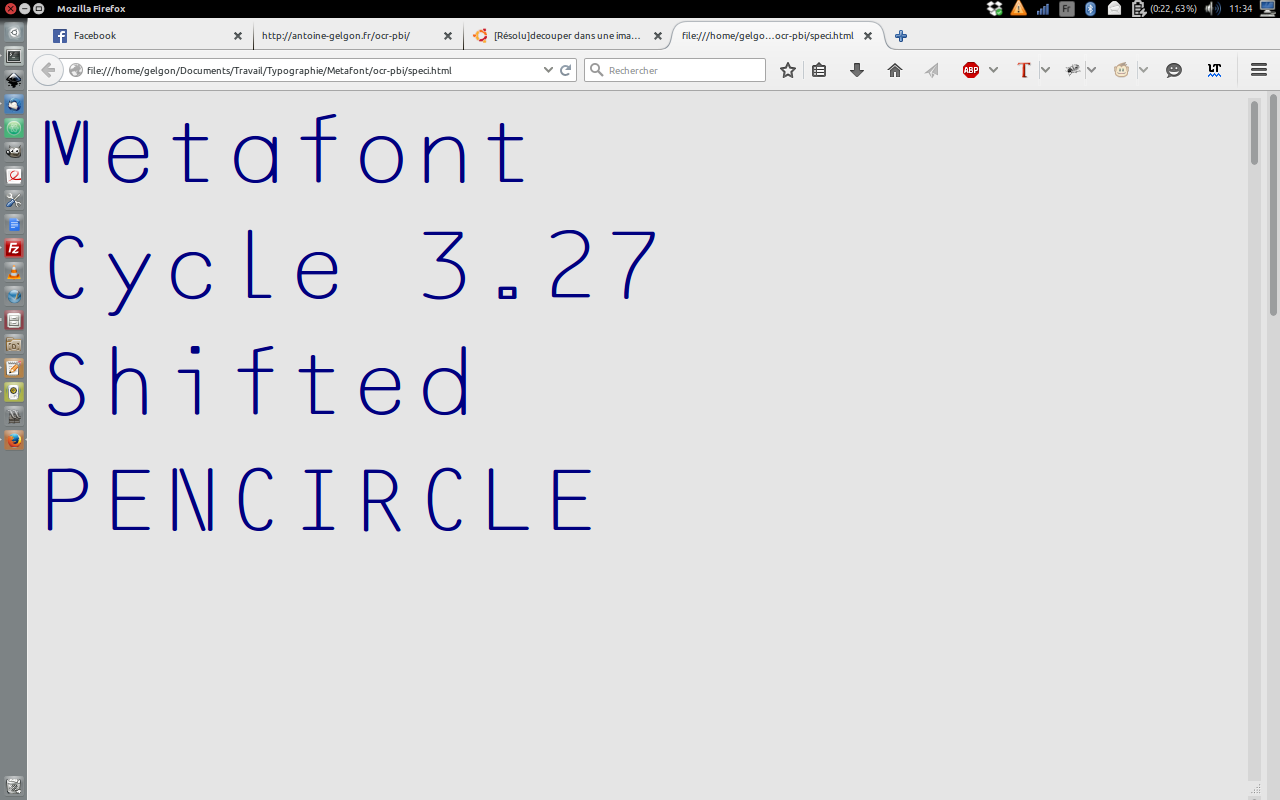 Mozilla Firefox
Fr
(0:22, 63%)
11:34
Facebook
http://antoine-gelgon.fr/ocr-pbi/
[Résolu]decouper dans une ima...
file:///home/gelgo...ocr-pbi/speci.html
file:///home/gelgon/Documents/Travail/Typographie/Metafont/ocr-pbi/speci.html
Rechercher
ABP
T
LT
Fz
Metafont
Cycle 3.27
Shifted
PENCIRCLE